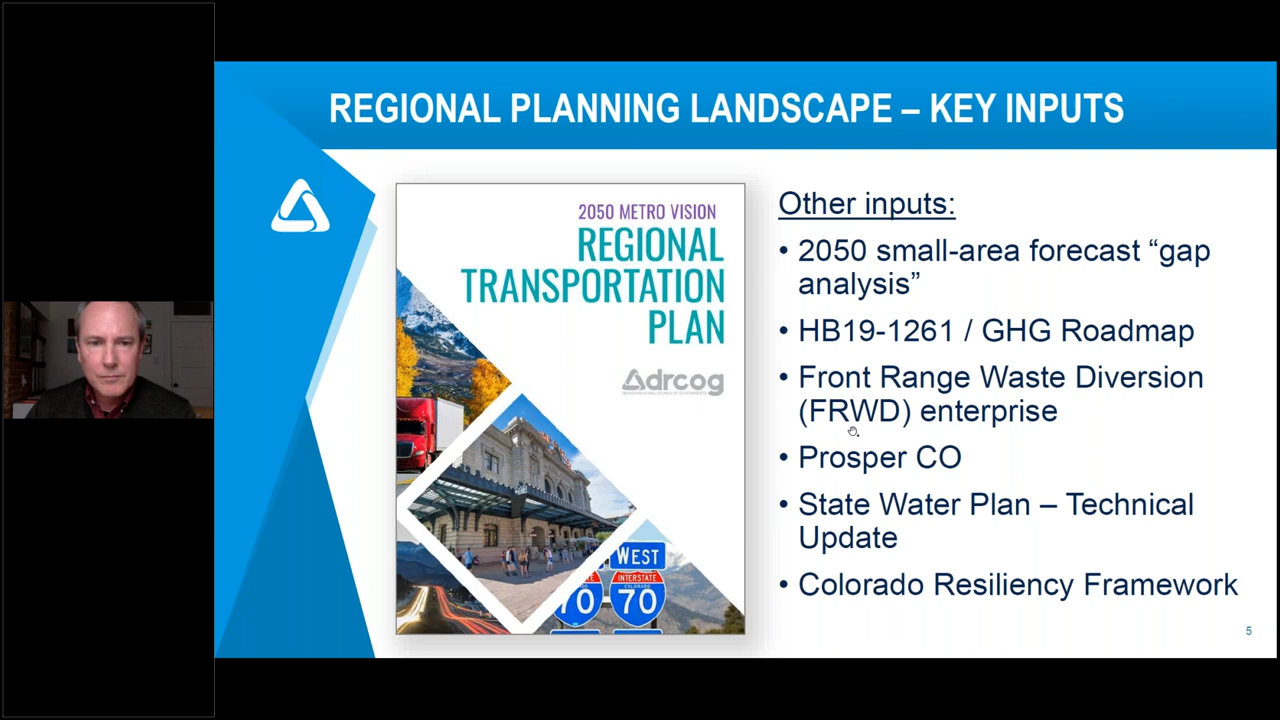 REGIONAL PLANNING LANDSCAPE – KEY INPUTS
2050 METRO VISION
REGIONAL
TRANSPORTATION
PLAN
drcog
WEST
INTERSTATE
COLORADO
70
70
Other inputs:
• 2050 small-area forecast “gap
analysis”
• HB19-1261 / GHG Roadmap
• Front Range Waste Diversion
(FRWD) enterprise
• Prosper CO
• State Water Plan – Technical
Update
• Colorado Resiliency Framework
5